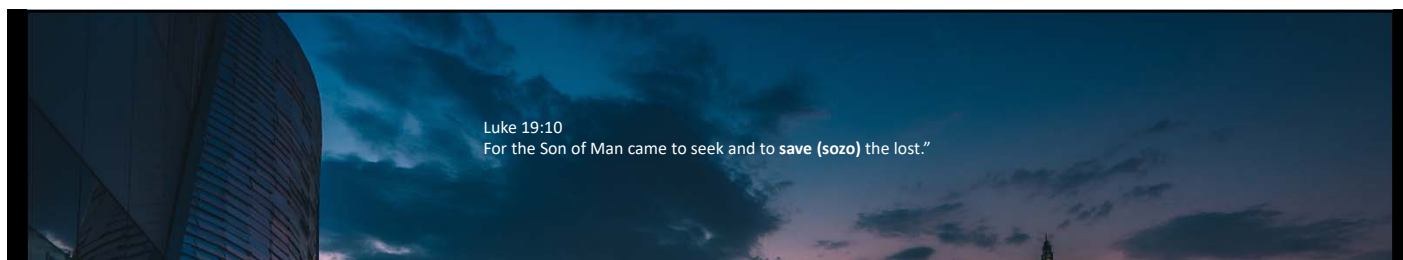 Luke 19:10
For the Son of Man came to seek and to save (sozo) the lost.”